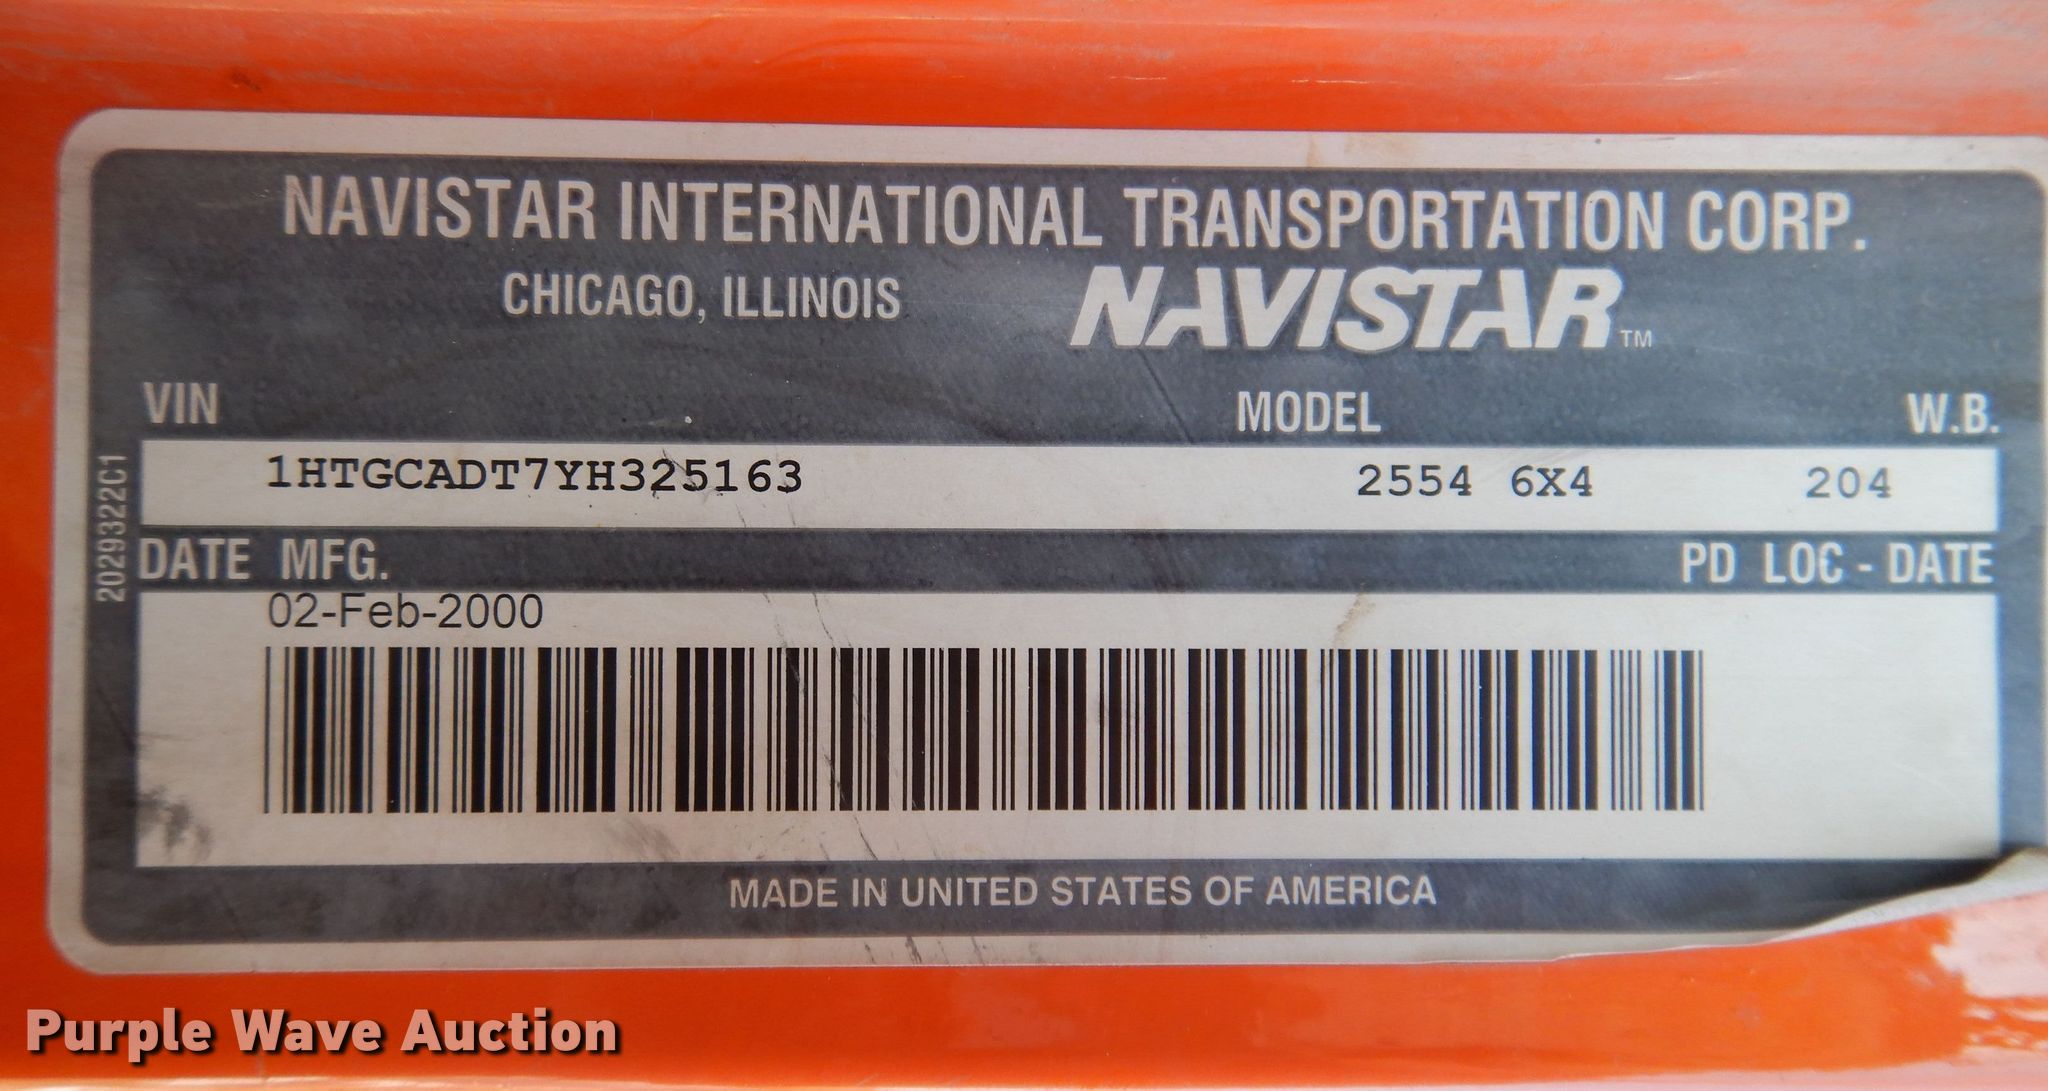 NAVISTAR INTERNATIONAL TRANSPORTATION CORP.
CHICAGO, ILLINOIS NAVISTAR™
VIN MODEL W.B.
1HTGCADT7YH325163 2554 6X4 204
2029322C1
DATE MFG. PD LOC - DATE
02-Feb-2000
MADE IN UNITED STATES OF AMERICA
Purple Wave Auction